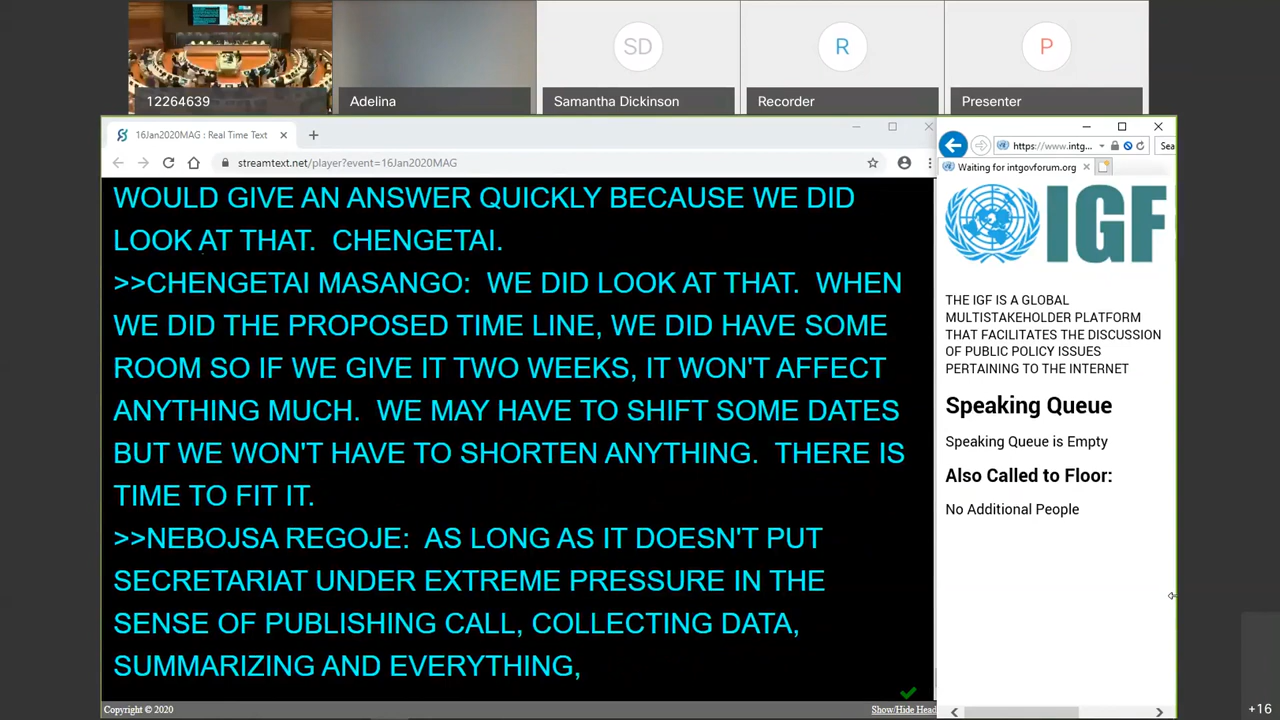 12264639
Adelina
SD
Samantha Dickinson
R
Recorder
P
Presenter
16Jan2020MAG : Real Time Text
streamtext.net/player?event=16Jan2020MAG
WOULD GIVE AN ANSWER QUICKLY BECAUSE WE DID
LOOK AT THAT.  CHENGETAI.
>>CHENGETAI MASANGO:  WE DID LOOK AT THAT.  WHEN
WE DID THE PROPOSED TIME LINE, WE DID HAVE SOME
ROOM SO IF WE GIVE IT TWO WEEKS, IT WON'T AFFECT
ANYTHING MUCH.  WE MAY HAVE TO SHIFT SOME DATES
BUT WE WON'T HAVE TO SHORTEN ANYTHING.  THERE IS
TIME TO FIT IT.
>>NEBOJSA REGOJE:  AS LONG AS IT DOESN'T PUT
SECRETARIAT UNDER EXTREME PRESSURE IN THE
SENSE OF PUBLISHING CALL, COLLECTING DATA,
SUMMARIZING AND EVERYTHING,
Copyright © 2020
Show/Hide Head
https://www.intg...
Sea
Waiting for intgovforum.org
IGF
THE IGF IS A GLOBAL
MULTISTAKEHOLDER PLATFORM
THAT FACILITATES THE DISCUSSION
OF PUBLIC POLICY ISSUES
PERTAINING TO THE INTERNET
Speaking Queue
Speaking Queue is Empty
Also Called to Floor:
No Additional People
+16